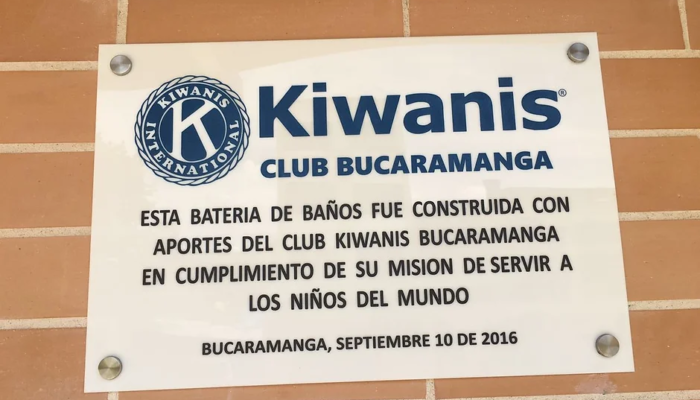 KIWANIS
INTERNATIONAL
K
Kiwanis®
CLUB BUCARAMANGA
ESTA BATERIA DE BAÑOS FUE CONSTRUIDA CON
APORTES DEL CLUB KIWANIS BUCARAMANGA
EN CUMPLIMIENTO DE SU MISION DE SERVIR A
LOS NIÑOS DEL MUNDO
BUCARAMANGA, SEPTIEMBRE 10 DE 2016